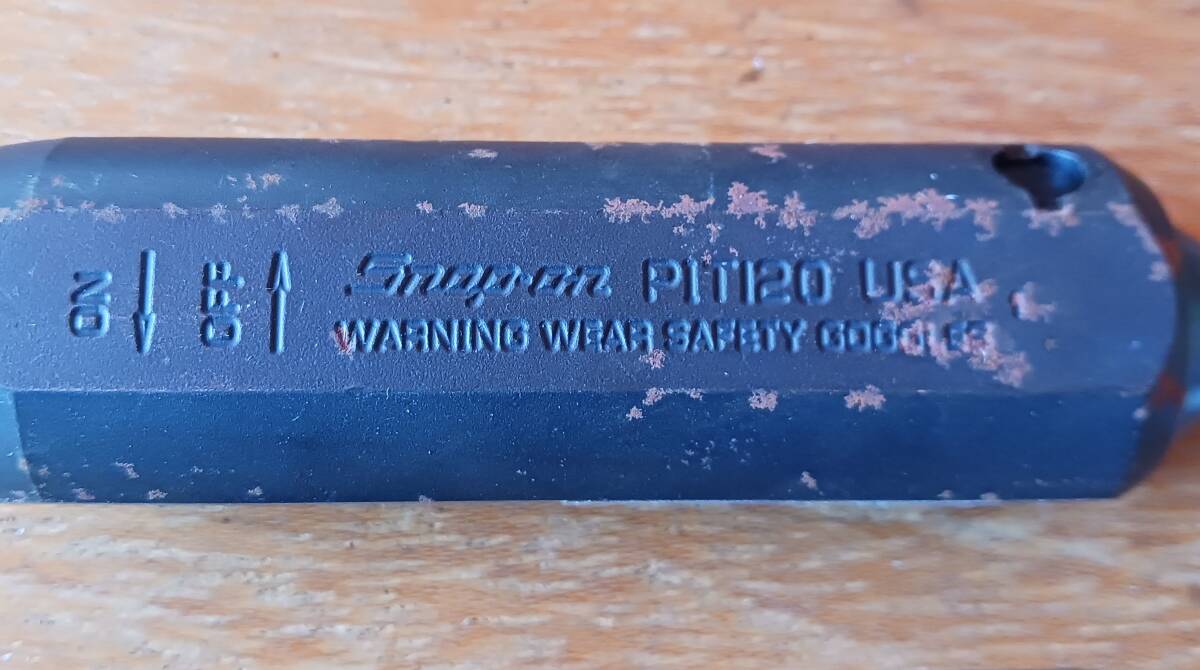 ON
OFF
Snap-on PIT120 USA
WARNING WEAR SAFETY GOGGLES